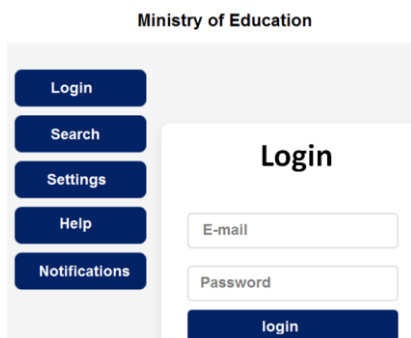 Ministry of Education
Login
Search
Settings
Help
Notifications
Login
E-mail
Password
login